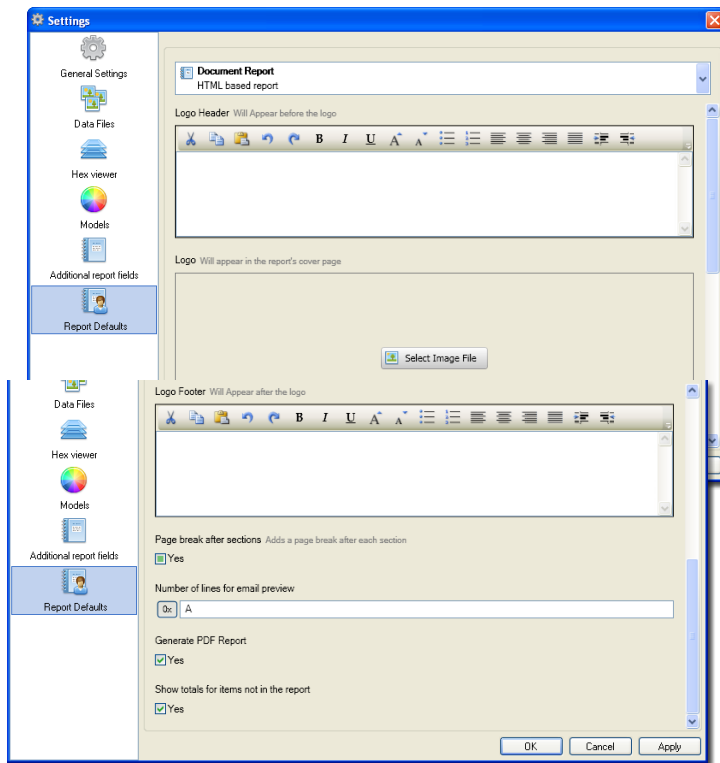 Settings
General Settings
Data Files
Hex viewer
Models
Additional report fields
Report Defaults
Document Report
HTML based report
Logo Header Will Appear before the logo
B I U A A
Logo Will appear in the report's cover page
Select Image File
Data Files
Hex viewer
Models
Additional report fields
Report Defaults
Logo Footer Will Appear after the logo
B I U A A
Page break after sections Adds a page break after each section
Yes
Number of lines for email preview
0x A
Generate PDF Report
Yes
Show totals for items not in the report
Yes
OK Cancel Apply